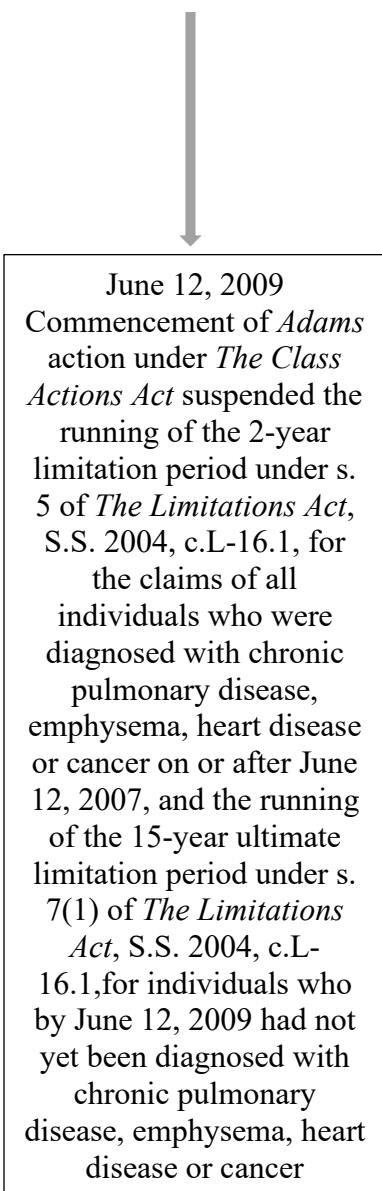 June 12, 2009
Commencement of Adams
action under The Class
Actions Act suspended the
running of the 2-year
limitation period under s.
5 of The Limitations Act,
S.S. 2004, c.L-16.1, for
the claims of all
individuals who were
diagnosed with chronic
pulmonary disease,
emphysema, heart disease
or cancer on or after June
12, 2007, and the running
of the 15-year ultimate
limitation period under s.
7(1) of The Limitations
Act, S.S. 2004, c.L-
16.1,for individuals who
by June 12, 2009 had not
yet been diagnosed with
chronic pulmonary
disease, emphysema, heart
disease or cancer